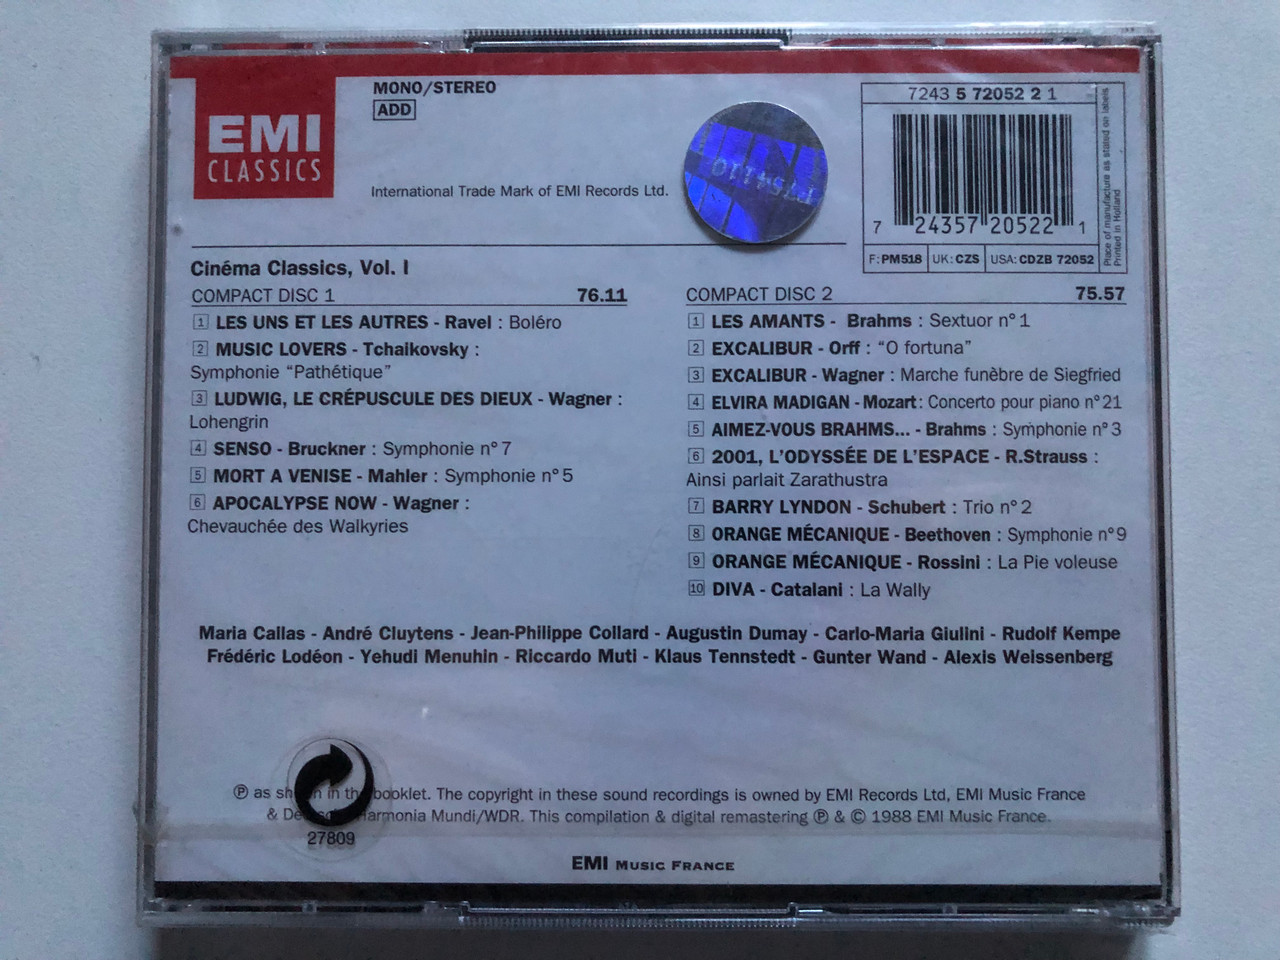 MONO/STEREO
ADD
EMI
CLASSICS
International Trade Mark of EMI Records Ltd.
7243 5 72052 2 1
7 24357 20522 1
F: PM518 UK: CZS USA: CDZB 72052
Place of manufacture as stated on labels
Printed in Holland
Cinéma Classics, Vol. I
COMPACT DISC 1 76.11
1 LES UNS ET LES AUTRES - Ravel : Boléro
2 MUSIC LOVERS - Tchaikovsky :
Symphonie "Pathétique"
3 LUDWIG, LE CRÉPUSCULE DES DIEUX - Wagner :
Lohengrin
4 SENSO - Bruckner : Symphonie n° 7
5 MORT A VENISE - Mahler : Symphonie n° 5
6 APOCALYPSE NOW - Wagner :
Chevauchée des Walkyries
COMPACT DISC 2 75.57
1 LES AMANTS - Brahms : Sextuor n° 1
2 EXCALIBUR - Orff : "O fortuna"
3 EXCALIBUR - Wagner : Marche funèbre de Siegfried
4 ELVIRA MADIGAN - Mozart : Concerto pour piano n° 21
5 AIMEZ-VOUS BRAHMS... - Brahms : Symphonie n° 3
6 2001, L'ODYSSÉE DE L'ESPACE - R.Strauss :
Ainsi parlait Zarathustra
7 BARRY LYNDON - Schubert : Trio n° 2
8 ORANGE MÉCANIQUE - Beethoven : Symphonie n° 9
9 ORANGE MÉCANIQUE - Rossini : La Pie voleuse
10 DIVA - Catalani : La Wally
Maria Callas - André Cluytens - Jean-Philippe Collard - Augustin Dumay - Carlo-Maria Giulini - Rudolf Kempe
Frédéric Lodéon - Yehudi Menuhin - Riccardo Muti - Klaus Tennstedt - Gunter Wand - Alexis Weissenberg
℗ as in booklet. The copyright in these sound recordings is owned by EMI Records Ltd, EMI Music France
& Harmonia Mundi/WDR. This compilation & digital remastering ℗ & © 1988 EMI Music France.
27809
EMI MUSIC FRANCE